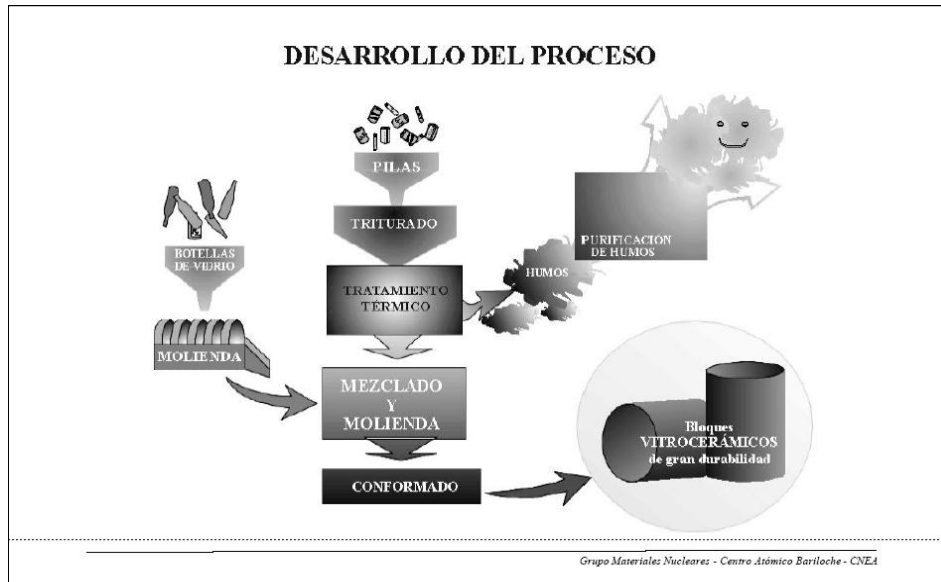 DESARROLLO DEL PROCESO
PILAS
TRITURADO
BOTELLAS
DE VIDRIO
MOLIENDA
TRATAMIENTO
TÉRMICO
HUMOS
PURIFICACIÓN
DE HUMOS
MEZCLADO
Y
MOLIENDA
CONFORMADO
Bloques
VITROCERÁMICOS
de gran durabilidad
Grupo Materiales Nucleares - Centro Atómico Bariloche - CNEA